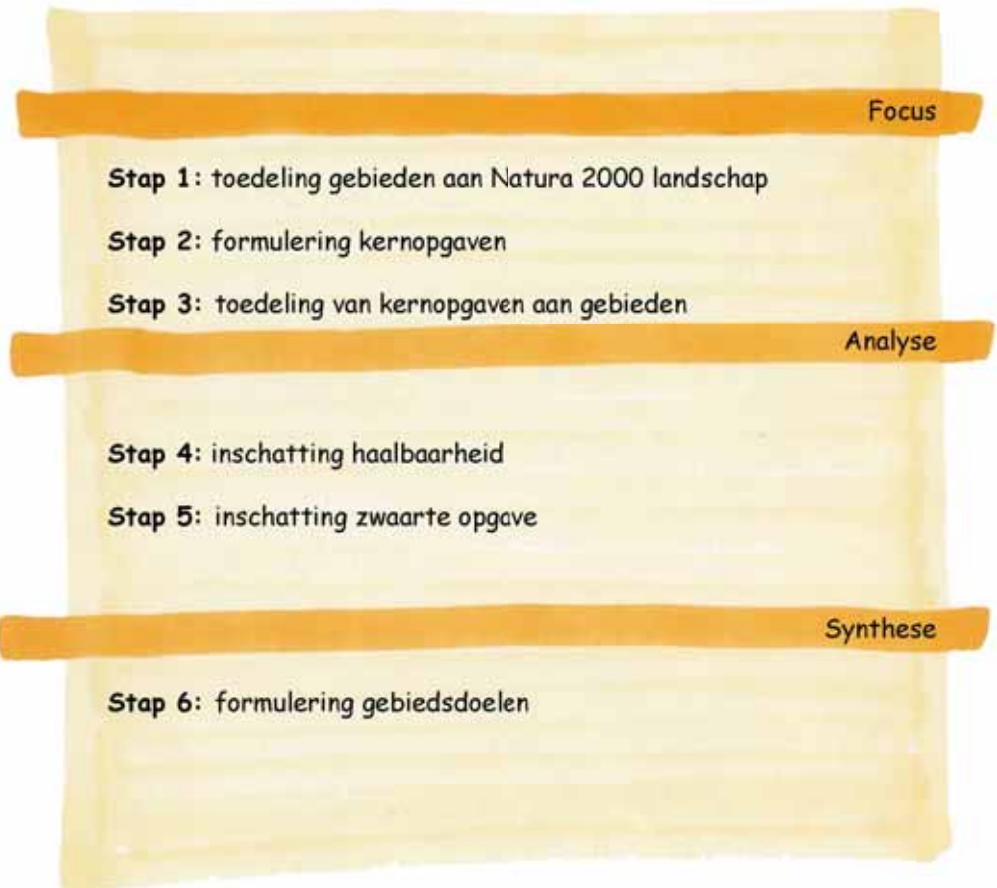 Focus
Stap 1: toedeling gebieden aan Natura 2000 landschap
Stap 2: formulering kernopgaven
Stap 3: toedeling van kernopgaven aan gebieden
Analyse
Stap 4: inschatting haalbaarheid
Stap 5: inschatting zwaarte opgave
Synthese
Stap 6: formulering gebiedsdoelen